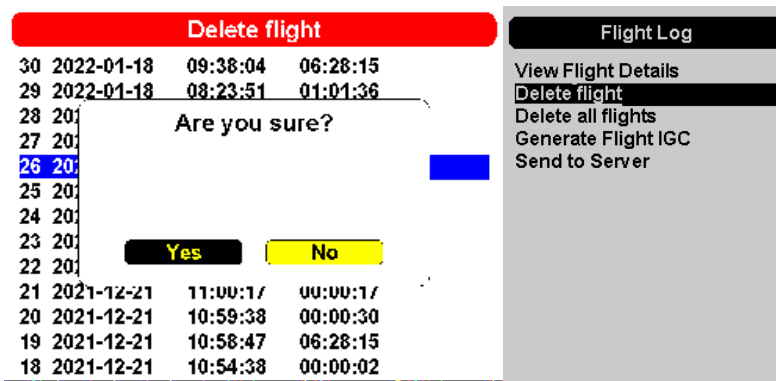 Delete flight
30 2022-01-18 09:38:04 06:28:15
29 2022-01-18 08:23:51 01:01:36
28
27
26
25
24
23
22
Are you sure?
Yes No
21 2021-12-21 11:00:17 00:00:17
20 2021-12-21 10:59:38 00:00:30
19 2021-12-21 10:58:47 06:28:15
18 2021-12-21 10:54:38 00:00:02
Flight Log
View Flight Details
Delete flight
Delete all flights
Generate Flight IGC
Send to Server